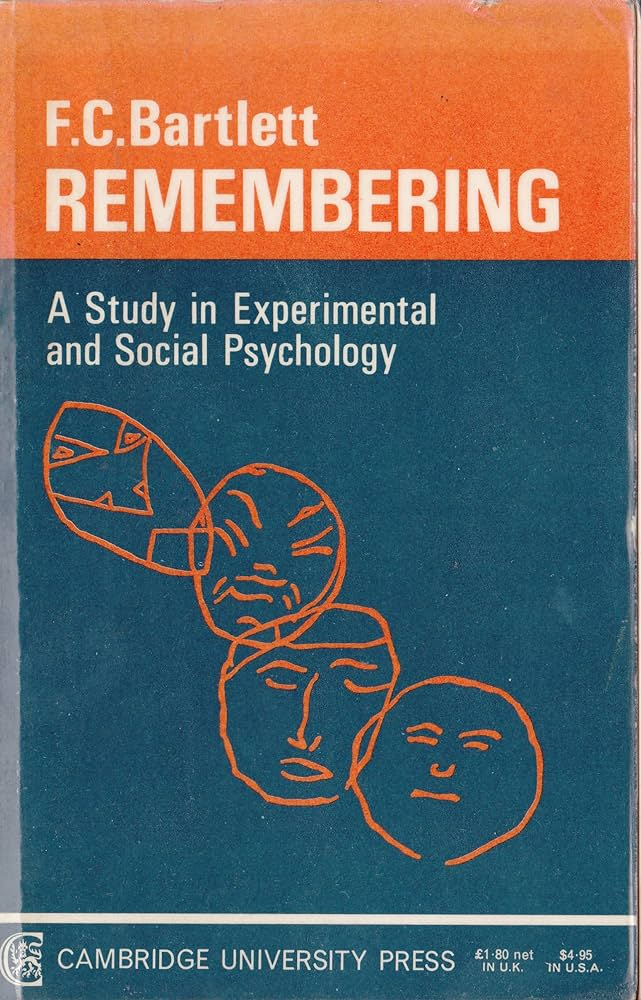 F.C.Bartlett
REMEMBERING
A Study in Experimental
and Social Psychology
CAMBRIDGE UNIVERSITY PRESS
£1·80 net
IN U.K.
$4·95
IN U.S.A.